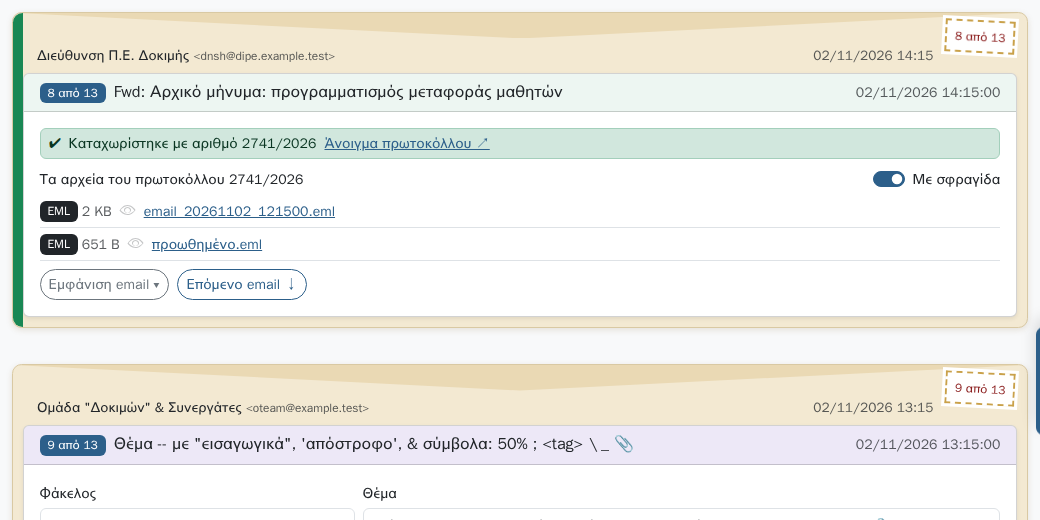 8 από 13
Διεύθυνση Π.Ε. Δοκιμής <dnsh@dipe.example.test> 02/11/2026 14:15
8 από 13 Fwd: Αρχικό μήνυμα: προγραμματισμός μεταφοράς μαθητών 02/11/2026 14:15:00
✔ Καταχωρίστηκε με αριθμό 2741/2026 Άνοιγμα πρωτοκόλλου ↗
Τα αρχεία του πρωτοκόλλου 2741/2026 Με σφραγίδα
EML 2 KB email_20261102_121500.eml
EML 651 B προωθημένο.eml
Εμφάνιση email ▾ Επόμενο email ↓
9 από 13
Ομάδα "Δοκιμών" & Συνεργάτες <oteam@example.test> 02/11/2026 13:15
9 από 13 Θέμα -- με "εισαγωγικά", 'απόστροφο', & σύμβολα: 50% ; <tag> \_ 📎 02/11/2026 13:15:00
Φάκελος Θέμα